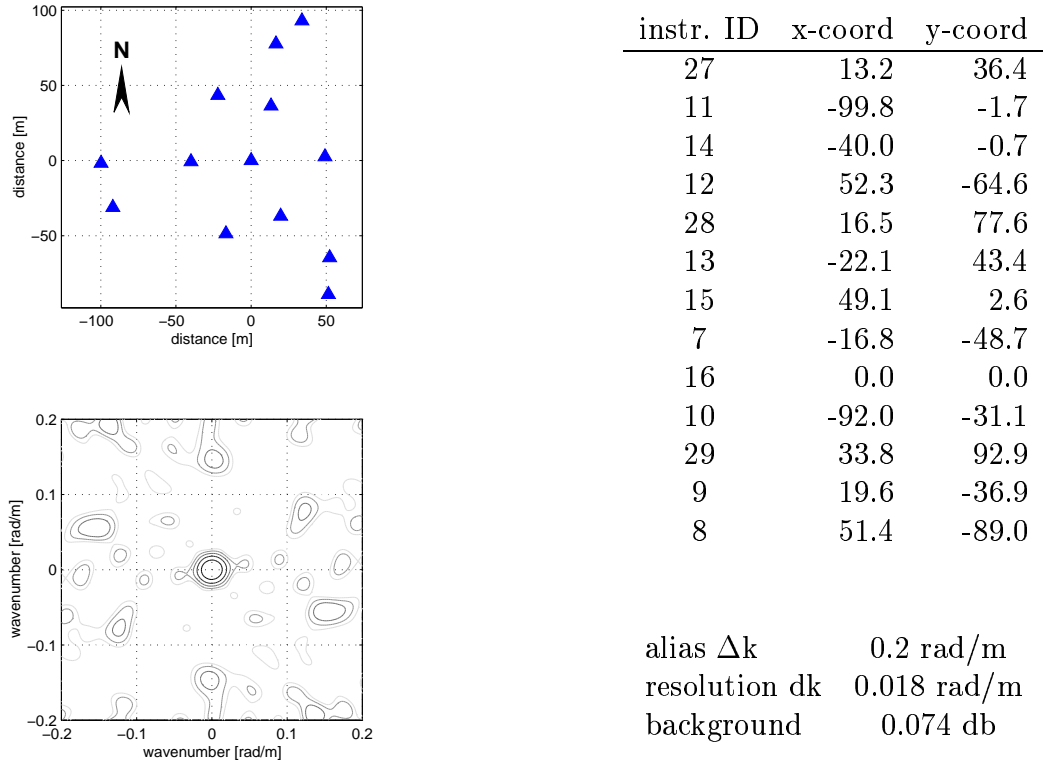 100
50
0
−50
N
distance [m]
−100 −50 0 50
distance [m]
0.2
0.1
0
−0.1
−0.2
wavenumber [rad/m]
−0.2 −0.1 0 0.1 0.2
wavenumber [rad/m]
instr. ID x-coord y-coord
27 13.2 36.4
11 -99.8 -1.7
14 -40.0 -0.7
12 52.3 -64.6
28 16.5 77.6
13 -22.1 43.4
15 49.1 2.6
7 -16.8 -48.7
16 0.0 0.0
10 -92.0 -31.1
29 33.8 92.9
9 19.6 -36.9
8 51.4 -89.0
alias Δk 0.2 rad/m
resolution dk 0.018 rad/m
background 0.074 db